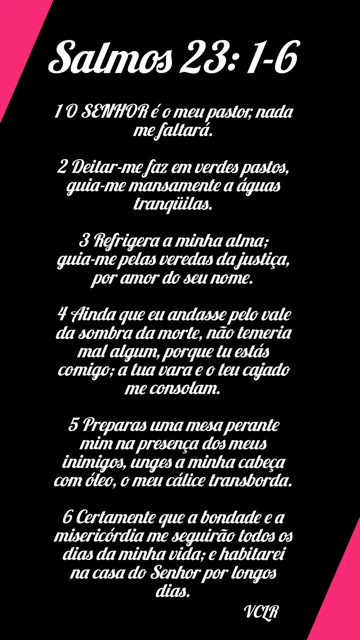 Salmos 23: 1-6
1 O SENHOR é o meu pastor, nada
me faltará.
2 Deitar-me faz em verdes pastos,
guia-me mansamente a águas
tranqüilas.
3 Refrigera a minha alma;
guia-me pelas veredas da justiça,
por amor do seu nome.
4 Ainda que eu andasse pelo vale
da sombra da morte, não temeria
mal algum, porque tu estás
comigo; a tua vara e o teu cajado
me consolam.
5 Preparas uma mesa perante
mim na presença dos meus
inimigos, unges a minha cabeça
com óleo, o meu cálice transborda.
6 Certamente que a bondade e a
misericórdia me seguirão todos os
dias da minha vida; e habitarei
na casa do Senhor por longos
dias.
VCLR